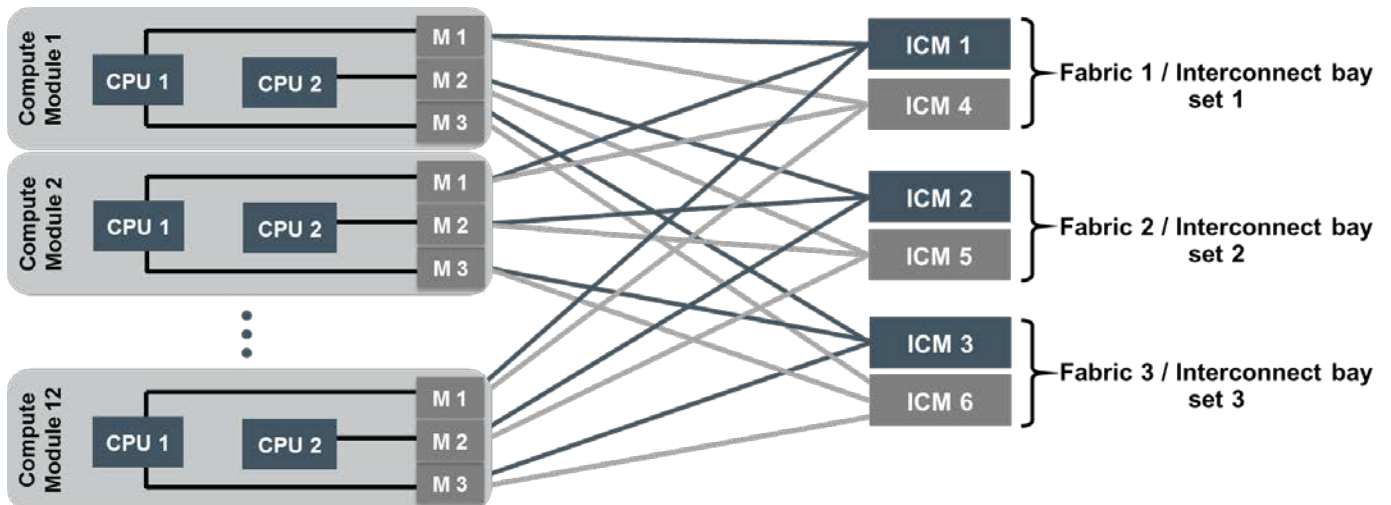 Compute
Module 1
CPU 1
CPU 2
M 1
M 2
M 3
Compute
Module 2
CPU 1
CPU 2
M 1
M 2
M 3
Compute
Module 12
CPU 1
CPU 2
M 1
M 2
M 3
ICM 1
ICM 4
Fabric 1 / Interconnect bay
set 1
ICM 2
ICM 5
Fabric 2 / Interconnect bay
set 2
ICM 3
ICM 6
Fabric 3 / Interconnect bay
set 3